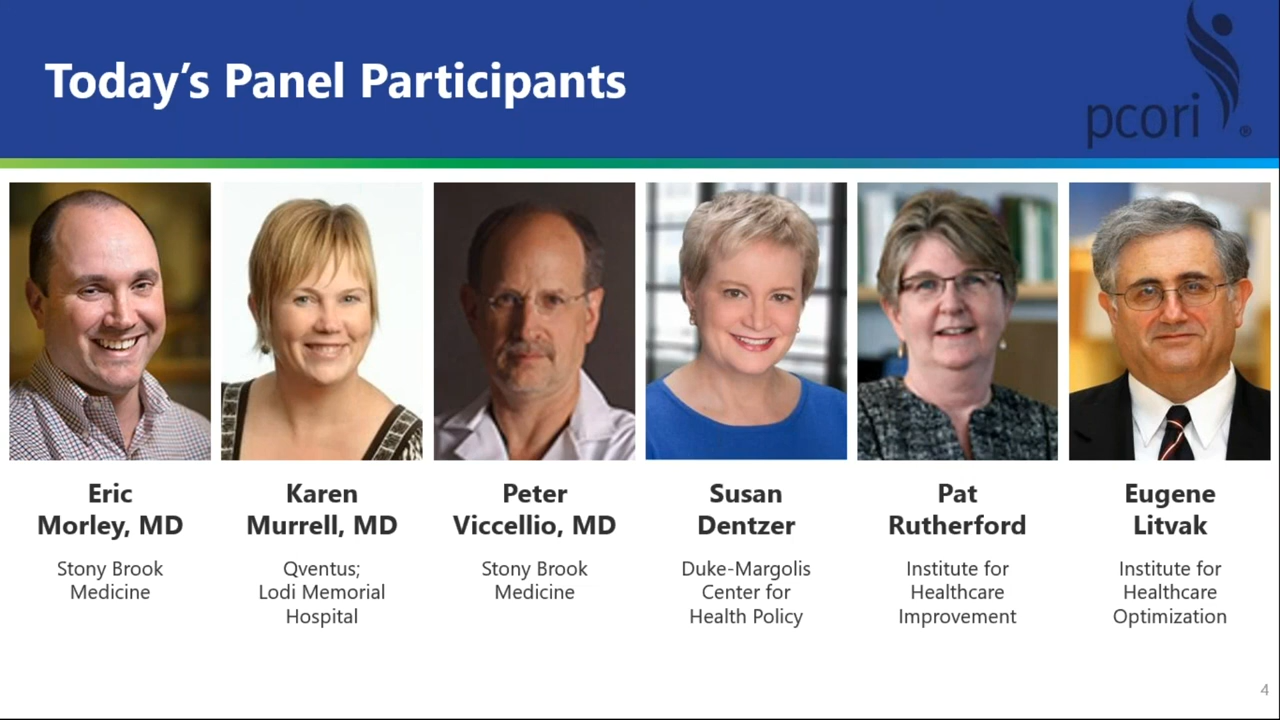 Today's Panel Participants
pcori®
Eric
Morley, MD
Stony Brook
Medicine
Karen
Murrell, MD
Qventus;
Lodi Memorial
Hospital
Peter
Viccellio, MD
Stony Brook
Medicine
Susan
Dentzer
Duke-Margolis
Center for
Health Policy
Pat
Rutherford
Institute for
Healthcare
Improvement
Eugene
Litvak
Institute for
Healthcare
Optimization
4